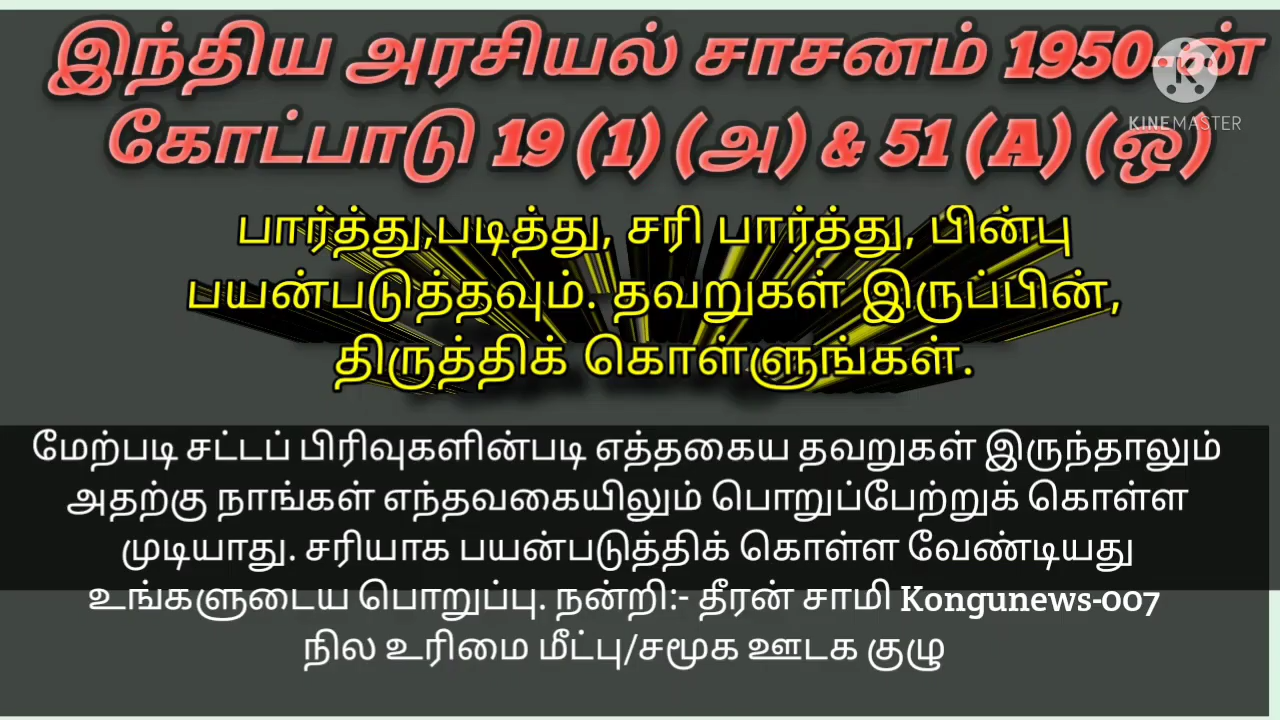 இந்திய அரசியல் சாசனம் 1950-ன்
கோட்பாடு 19 (1) (அ) & 51 (A) (ஒ)
KINEMASTER
பார்த்து,படித்து, சரி பார்த்து, பின்பு
பயன்படுத்தவும். தவறுகள் இருப்பின்,
திருத்திக் கொள்ளுங்கள்.
மேற்படி சட்டப் பிரிவுகளின்படி எத்தகைய தவறுகள் இருந்தாலும்
அதற்கு நாங்கள் எந்தவகையிலும் பொறுப்பேற்றுக் கொள்ள
முடியாது. சரியாக பயன்படுத்திக் கொள்ள வேண்டியது
உங்களுடைய பொறுப்பு. நன்றி:- தீரன் சாமி Kongunews-007
நில உரிமை மீட்பு/சமூக ஊடக குழு